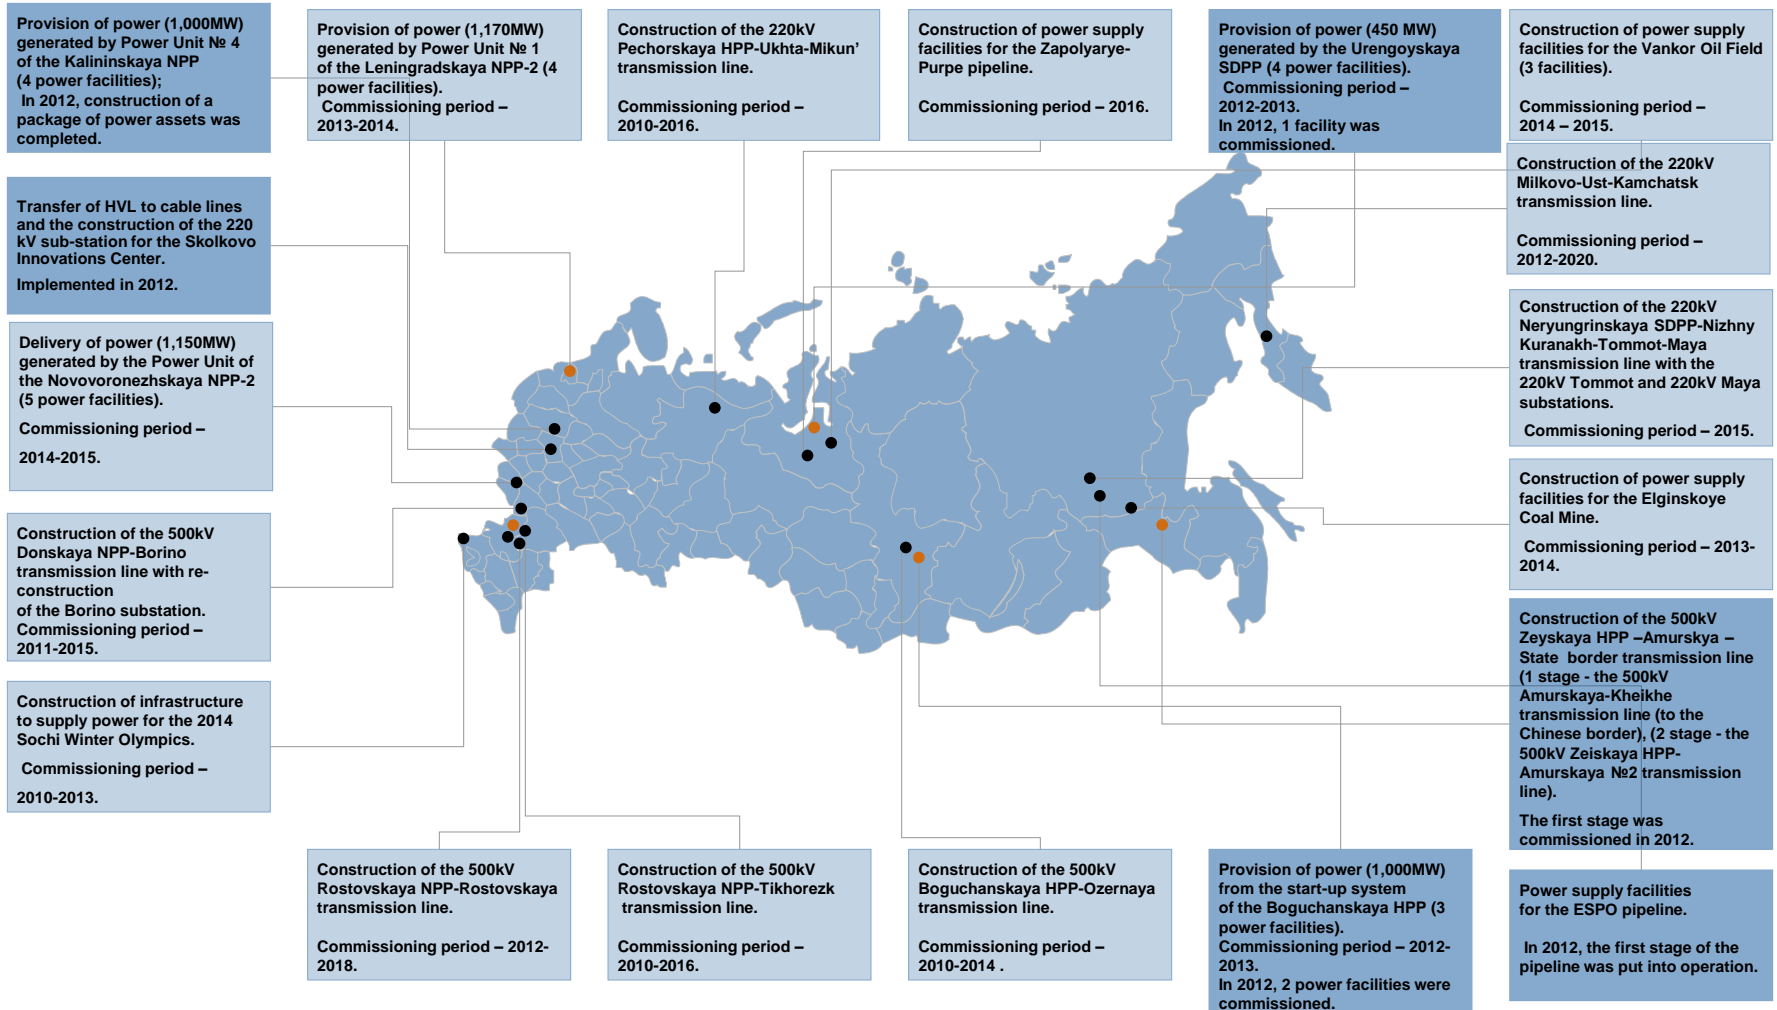 Provision of power (1,000MW)
generated by Power Unit № 4
of the Kalininskaya NPP
(4 power facilities);
In 2012, construction of a
package of power assets was
completed.
Provision of power (1,170MW)
generated by Power Unit № 1
of the Leningradskaya NPP-2 (4
power facilities).
Commissioning period –
2013-2014.
Construction of the 220kV
Pechorskaya HPP-Ukhta-Mikun’
transmission line.
Commissioning period –
2010-2016.
Construction of power supply
facilities for the Zapolyarye-
Purpe pipeline.
Commissioning period – 2016.
Provision of power (450 MW)
generated by the Urengoyskaya
SDPP (4 power facilities).
Commissioning period –
2012-2013.
In 2012, 1 facility was
commissioned.
Construction of power supply
facilities for the Vankor Oil Field
(3 facilities).
Commissioning period –
2014 – 2015.
Construction of the 220kV
Milkovo-Ust-Kamchatsk
transmission line.
Commissioning period –
2012-2020.
Transfer of HVL to cable lines
and the construction of the 220
kV sub-station for the Skolkovo
Innovations Center.
Implemented in 2012.
Construction of the 220kV
Neryungrinskaya SDPP-Nizhny
Kuranakh-Tommot-Maya
transmission line with the
220kV Tommot and 220kV Maya
substations.
Commissioning period – 2015.
Delivery of power (1,150MW)
generated by the Power Unit of
the Novovoronezhskaya NPP-2
(5 power facilities).
Commissioning period –
2014-2015.
Construction of power supply
facilities for the Elginskoye
Coal Mine.
Commissioning period – 2013-
2014.
Construction of the 500kV
Donskaya NPP-Borino
transmission line with re-
construction
of the Borino substation.
Commissioning period –
2011-2015.
Construction of the 500kV
Zeyskaya HPP –Amurskya –
State border transmission line
(1 stage - the 500kV
Amurskaya-Kheikhe
transmission line (to the
Chinese border), (2 stage - the
500kV Zeiskaya HPP-
Amurskaya №2 transmission
line).
The first stage was
commissioned in 2012.
Construction of infrastructure
to supply power for the 2014
Sochi Winter Olympics.
Commissioning period –
2010-2013.
Construction of the 500kV
Rostovskaya NPP-Rostovskaya
transmission line.
Commissioning period – 2012-
2018.
Construction of the 500kV
Rostovskaya NPP-Tikhorezk
transmission line.
Commissioning period –
2010-2016.
Construction of the 500kV
Boguchanskaya HPP-Ozernaya
transmission line.
Commissioning period –
2010-2014 .
Provision of power (1,000MW)
from the start-up system
of the Boguchanskaya HPP (3
power facilities).
Commissioning period – 2012-
2013.
In 2012, 2 power facilities were
commissioned.
Power supply facilities
for the ESPO pipeline.
In 2012, the first stage of the
pipeline was put into operation.